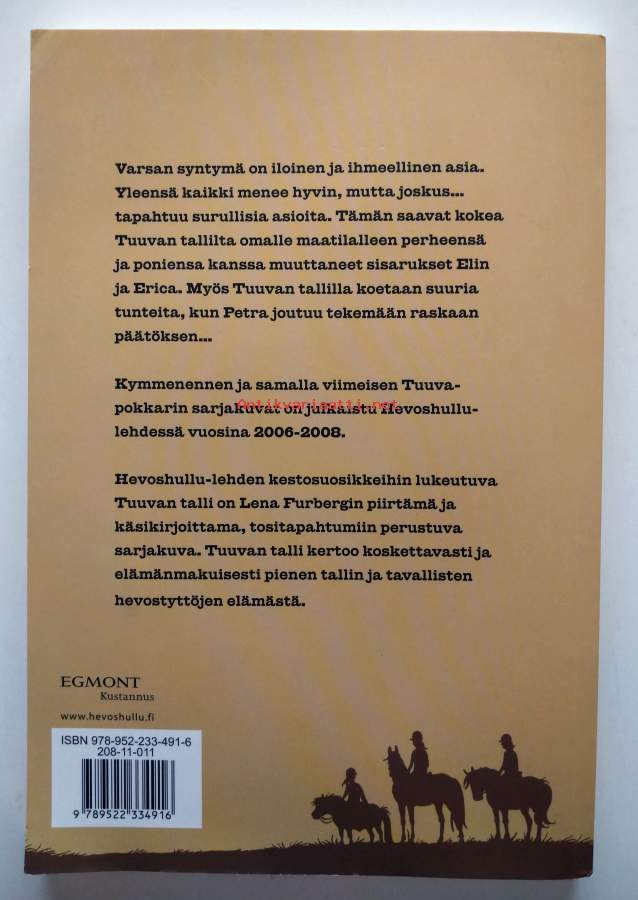 Varsan syntymä on iloinen ja ihmeellinen asia.
Yleensä kaikki menee hyvin, mutta joskus...
tapahtuu surullisia asioita. Tämän saavat kokea
Tuuvan tallilta omalle maatilalleen perheensä
ja poniensa kanssa muuttaneet sisarukset Elin
ja Erica. Myös Tuuvan tallilla koetaan suuria
tunteita, kun Petra joutuu tekemään raskaan
päätöksen...
Kymmenennen ja samalla viimeisen Tuuva-
Antikvariaatti.net
pokkarin sarjakuvat on julkaistu Hevoshullu-
lehdessä vuosina 2006-2008.
Hevoshullu-lehden kestosuosikkeihin lukeutuva
Tuuvan talli on Lena Furbergin piirtämä ja
käsikirjoittama, tositapahtumiin perustuva
sarjakuva. Tuuvan talli kertoo koskettavasti ja
elämänmakuisesti pienen tallin ja tavallisten
hevostyttöjen elämästä.
EGMONT
Kustannus
www.hevoshullu.fi
ISBN 978-952-233-491-6
208-11-011
9 789522 334916